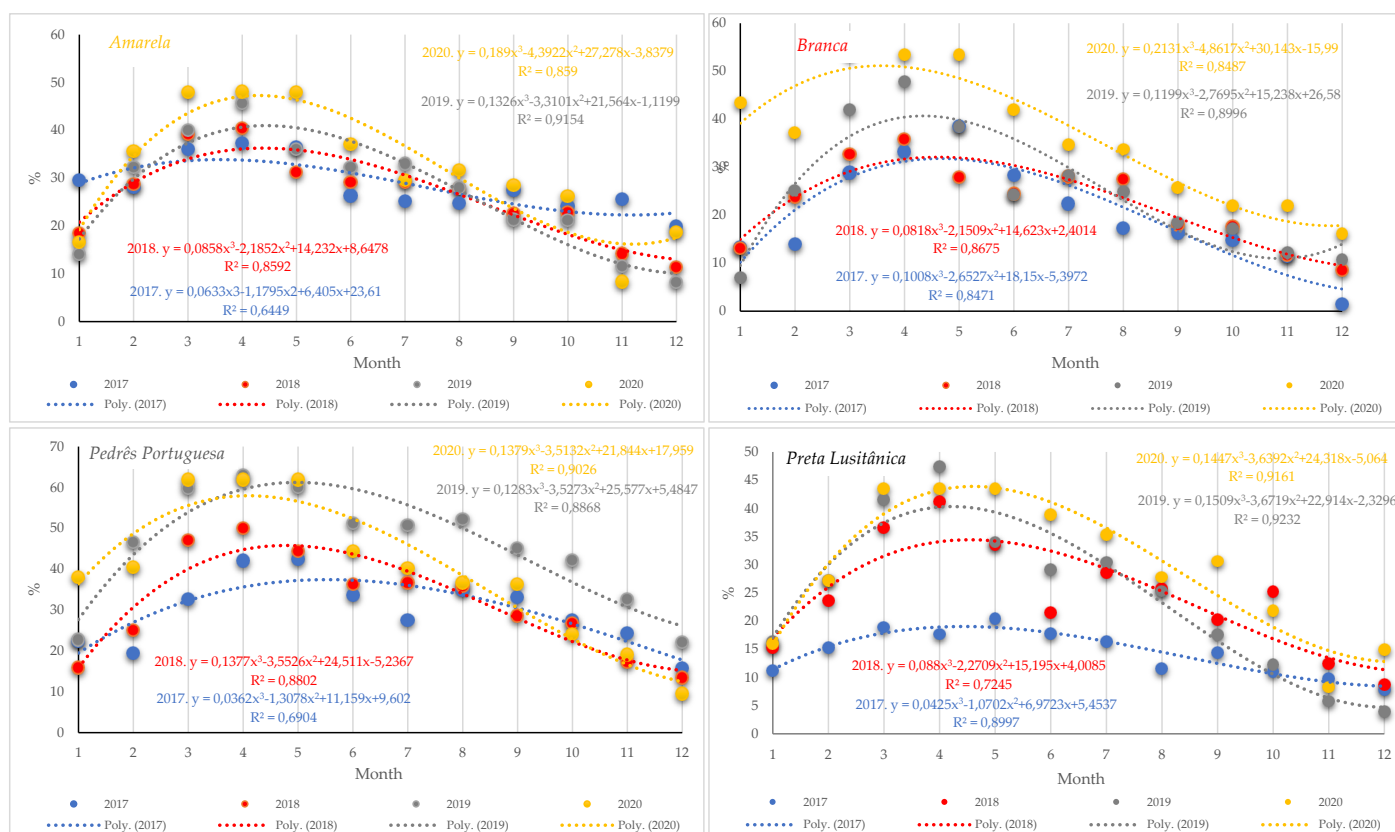 Amarela
60
50
40
30
20
10
0
%
2020. y = 0,189x³-4,3922x²+27,278x-3,8379
R² = 0,859
2019. y = 0,1326x³-3,3101x²+21,564x-1,1199
R² = 0,9154
2018. y = 0,0858x³-2,1852x²+14,232x+8,6478
R² = 0,8592
2017. y = 0,0633x3-1,1795x2+6,405x+23,61
R² = 0,6449
1 2 3 4 5 6 7 8 9 10 11 12
Month
2017 2018 2019 2020
Poly. (2017) Poly. (2018) Poly. (2019) Poly. (2020)
Branca
60
50
40
30
20
10
0
%
2020. y = 0,2131x³-4,8617x²+30,143x-15,99
R² = 0,8487
2019. y = 0,1199x³-2,7695x²+15,238x+26,58
R² = 0,8996
2018. y = 0,0818x³-2,1509x²+14,623x+2,4014
R² = 0,8675
2017. y = 0,1008x³-2,6527x²+18,15x-5,3972
R² = 0,8471
1 2 3 4 5 6 7 8 9 10 11 12
Month
2017 2018 2019 2020
Poly. (2017) Poly. (2018) Poly. (2019) Poly. (2020)
Pedrês Portuguesa
70
60
50
40
30
20
10
0
%
2020. y = 0,1379x³-3,5132x²+21,844x+17,959
R² = 0,9026
2019. y = 0,1283x³-3,5273x²+25,577x+5,4847
R² = 0,8868
2018. y = 0,1377x³-3,5526x²+24,511x-5,2367
R² = 0,8802
2017. y = 0,0362x³-1,3078x²+11,159x+9,602
R² = 0,6904
1 2 3 4 5 6 7 8 9 10 11 12
Month
2017 2018 2019 2020
Poly. (2017) Poly. (2018) Poly. (2019) Poly. (2020)
Preta Lusitânica
50
45
40
35
30
25
20
15
10
5
0
%
2020. y = 0,1447x³-3,6392x²+24,318x-5,064
R² = 0,9161
2019. y = 0,1509x³-3,6719x²+22,914x-2,3296
R² = 0,9232
2018. y = 0,088x³-2,2709x²+15,195x+4,0085
R² = 0,7245
2017. y = 0,0425x³-1,0702x²+6,9723x+5,4537
R² = 0,8997
1 2 3 4 5 6 7 8 9 10 11 12
Month
2017 2018 2019 2020
Poly. (2017) Poly. (2018) Poly. (2019) Poly. (2020)